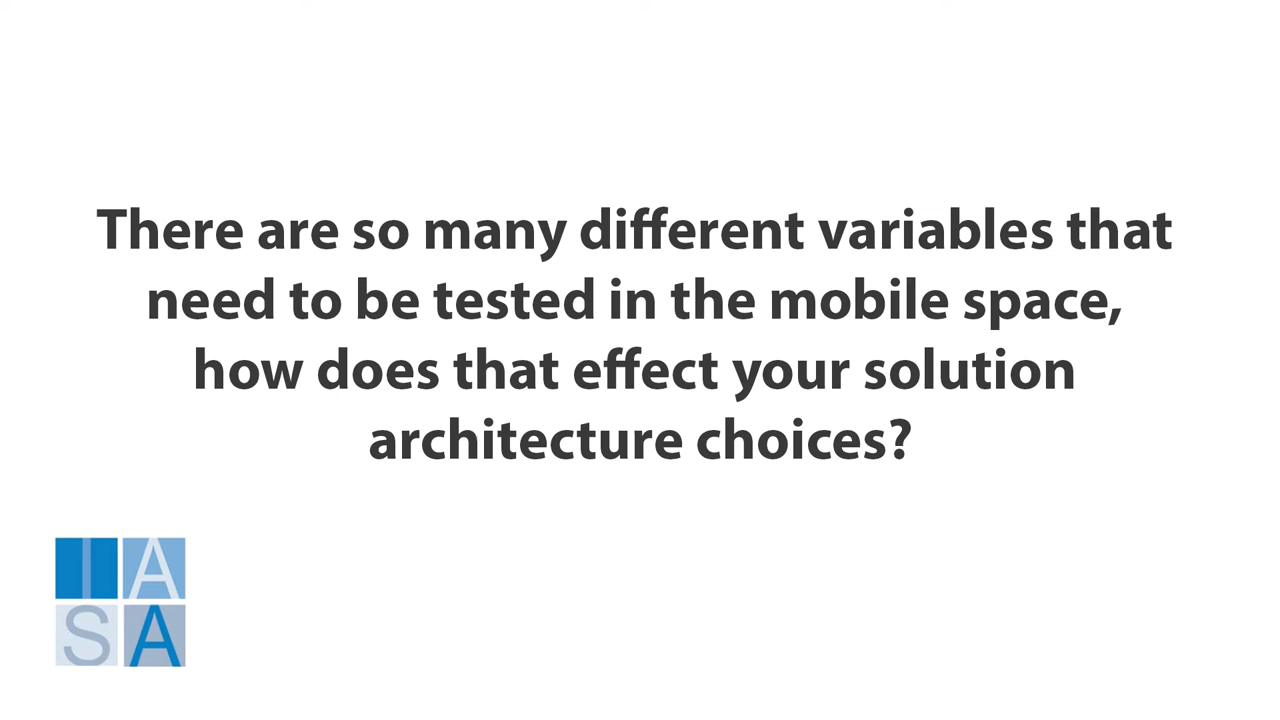 There are so many different variables that
need to be tested in the mobile space,
how does that effect your solution
architecture choices?
IA
SA